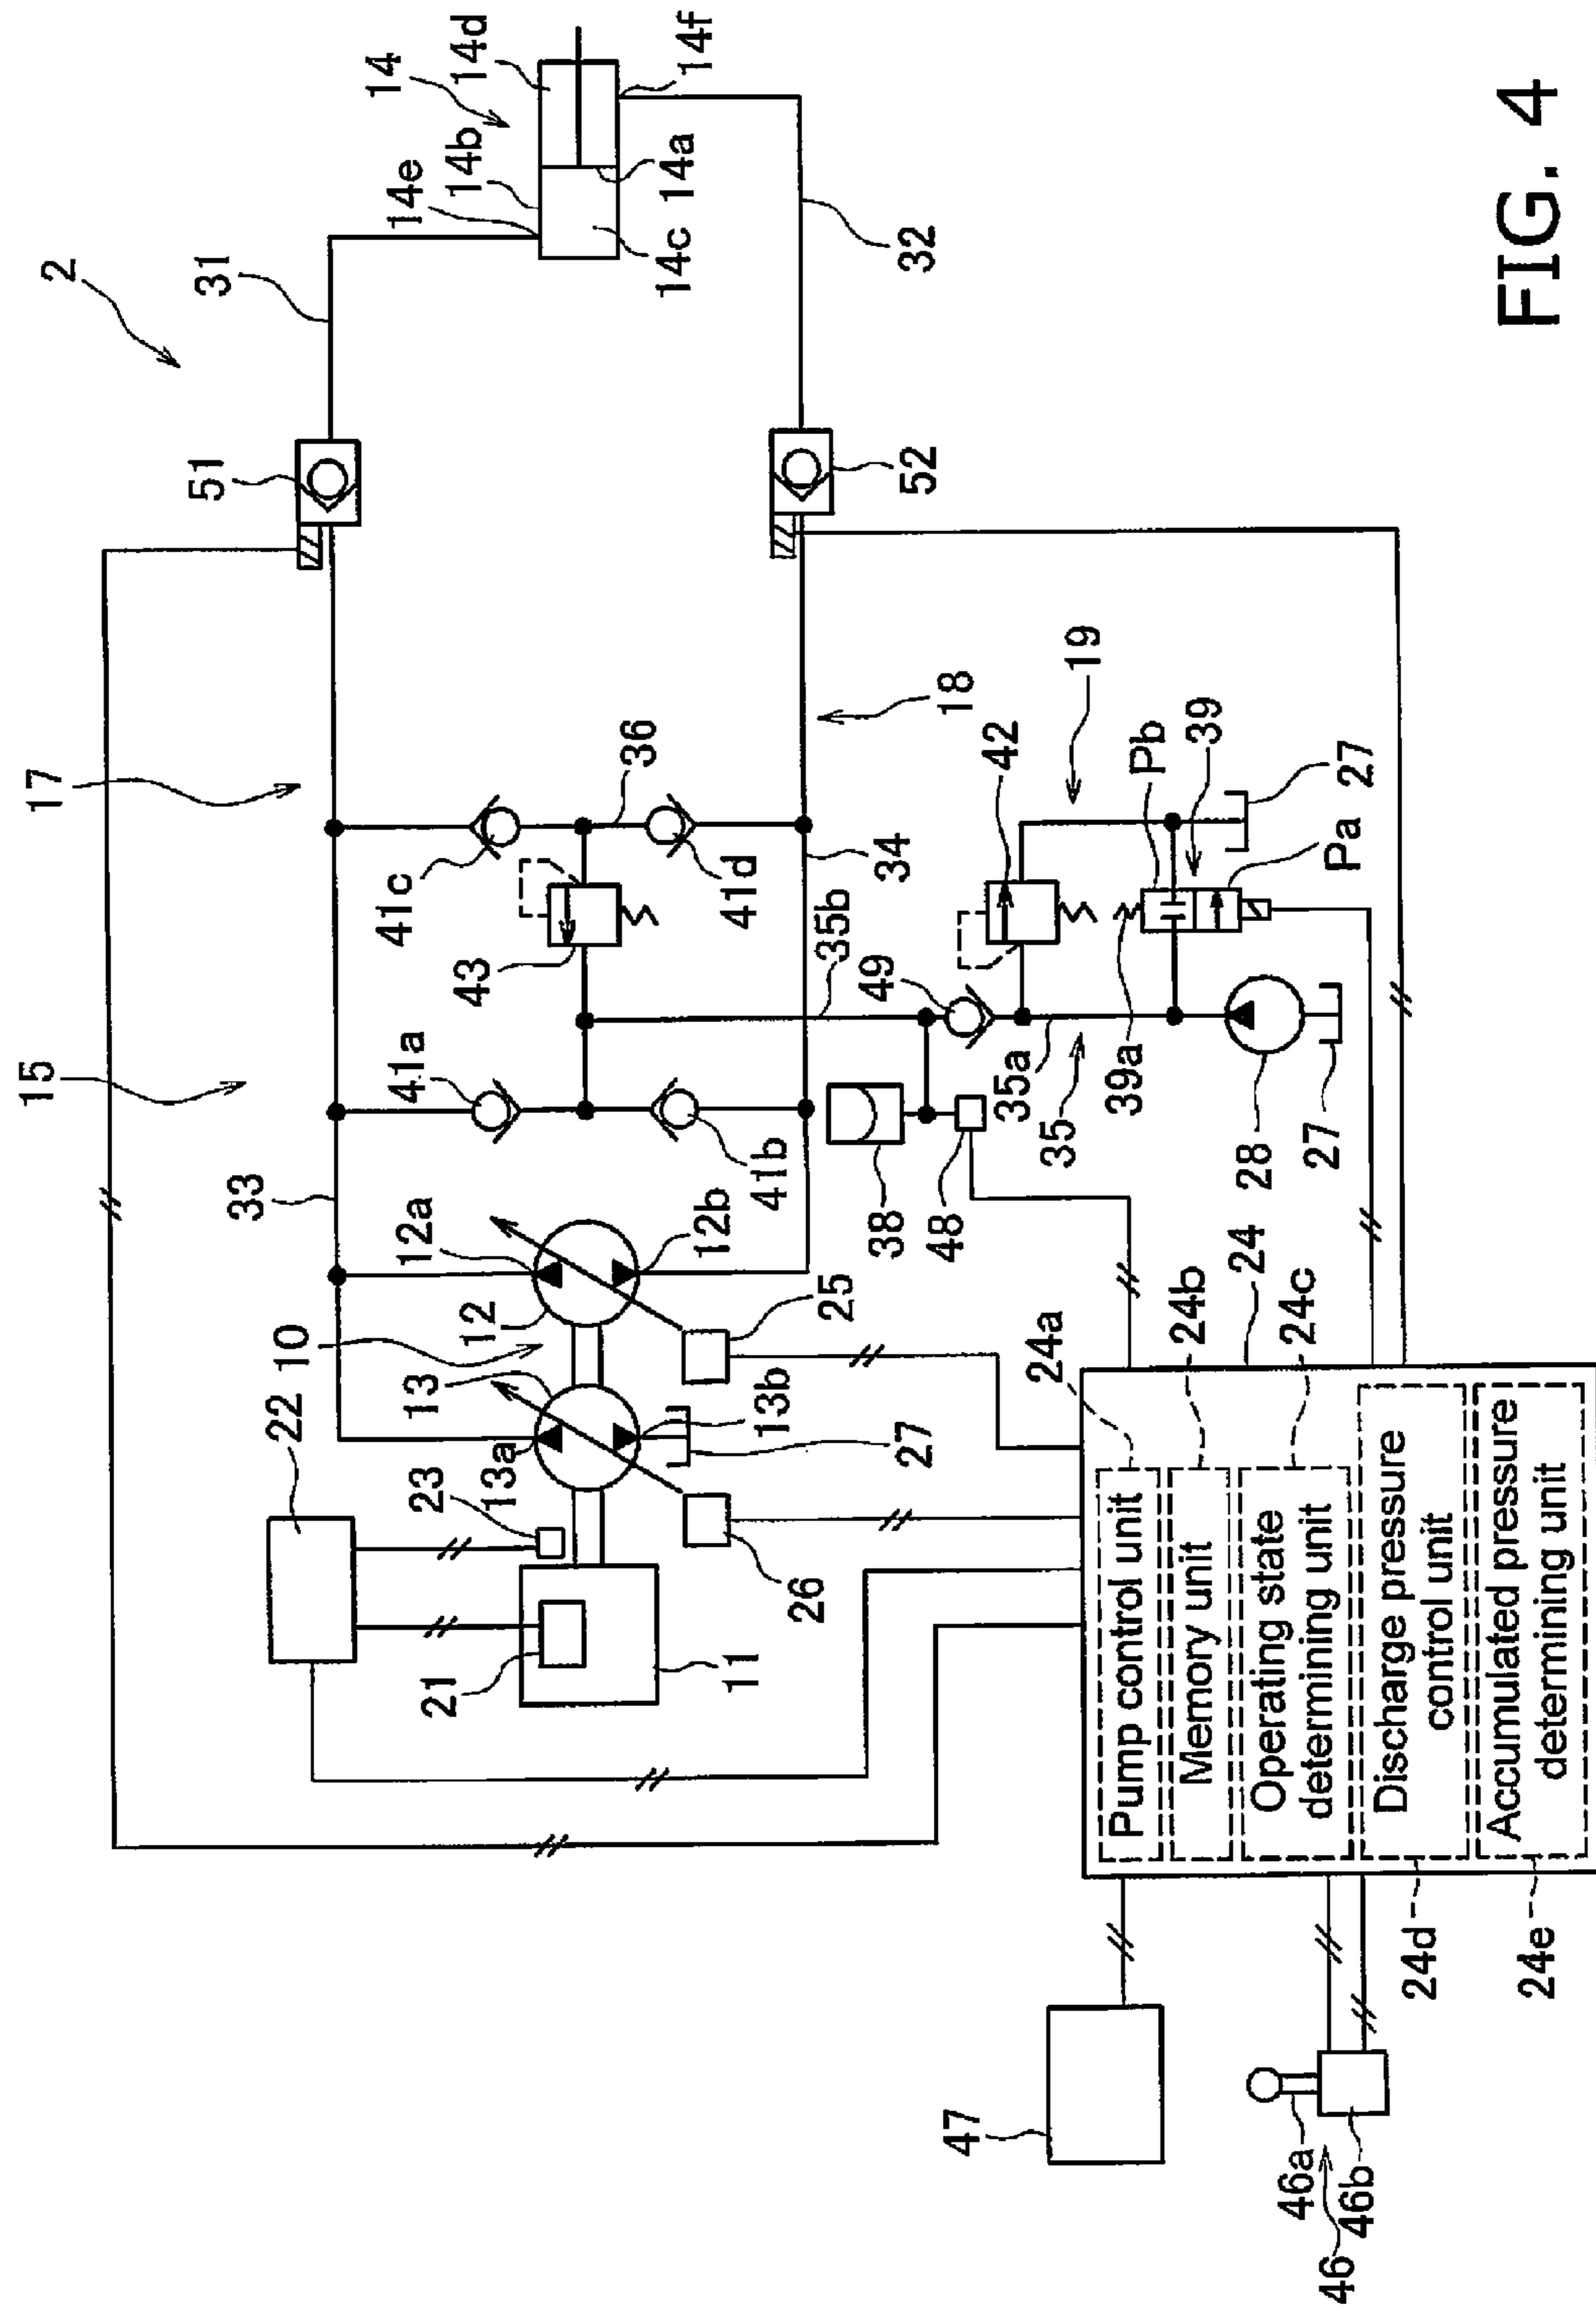 2
14
14d
14b
14e
14f
14a
14c
31
32
51
52
17
15
18
19
33
36
34
41c
41d
43
41a
41b
35b
35a
35
49
42
Pb
39
39a
Pa
27
28
27
38
48
12a
12b
12
10
13
13a
13b
27
25
26
22
23
21
11
24
24a
24b
24c
Pump control unit
Memory unit
Operating state
determining unit
Discharge pressure
control unit
Accumulated pressure
determining unit
24d
24e
47
46a
46b
46
FIG. 4